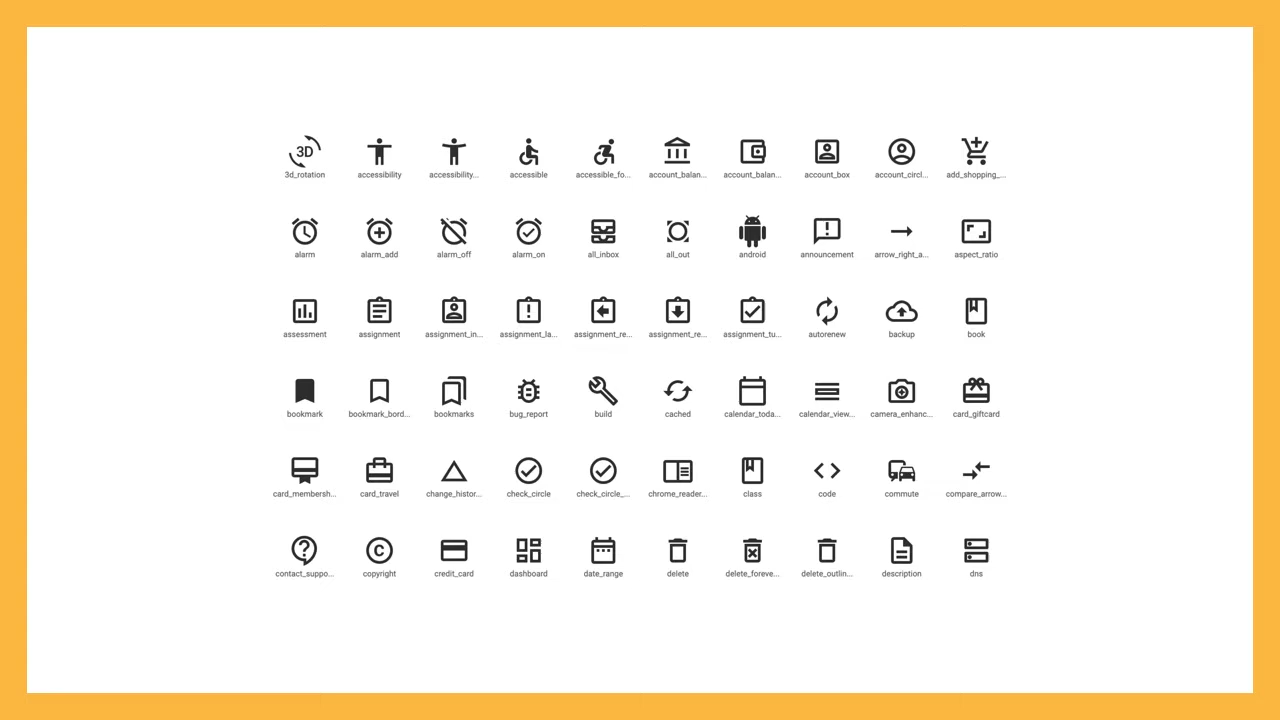 3D
3d_rotation accessibility accessibility... accessible accessible_fo... account_balan... account_balan... account_box account_circl... add_shopping_...
alarm alarm_add alarm_off alarm_on all_inbox all_out android announcement arrow_right_a... aspect_ratio
assessment assignment assignment_in... assignment_la... assignment_re... assignment_re... assignment_tu... autorenew backup book
bookmark bookmark_bord... bookmarks bug_report build cached calendar_toda... calendar_view... camera_enhanc... card_giftcard
card_membersh... card_travel change_histor... check_circle check_circle_... chrome_reader... class code commute compare_arrow...
contact_suppo... copyright credit_card dashboard date_range delete delete_foreve... delete_outlin... description dns